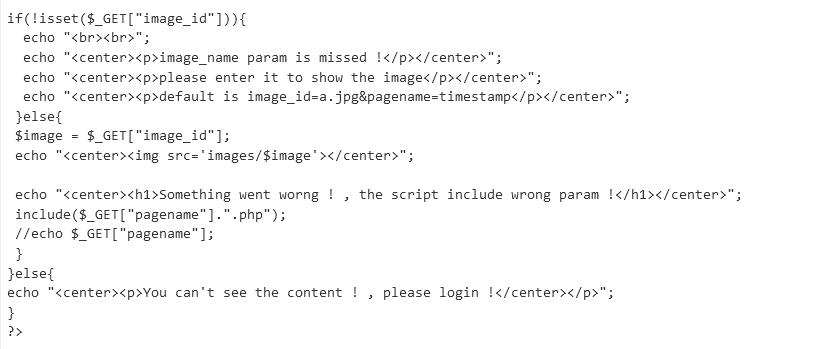 if(!isset($_GET["image_id"])){
echo "<br><br>";
echo "<center><p>image_name param is missed !</p></center>";
echo "<center><p>please enter it to show the image</p></center>";
echo "<center><p>default is image_id=a.jpg&pagename=timestamp</p></center>";
}else{
$image = $_GET["image_id"];
echo "<center><img src='images/$image'></center>";
echo "<center><h1>Something went worng ! , the script include wrong param !</h1></center>";
include($_GET["pagename"].".php");
//echo $_GET["pagename"];
}
}else{
echo "<center><p>You can't see the content ! , please login !</center></p>";
}
?>